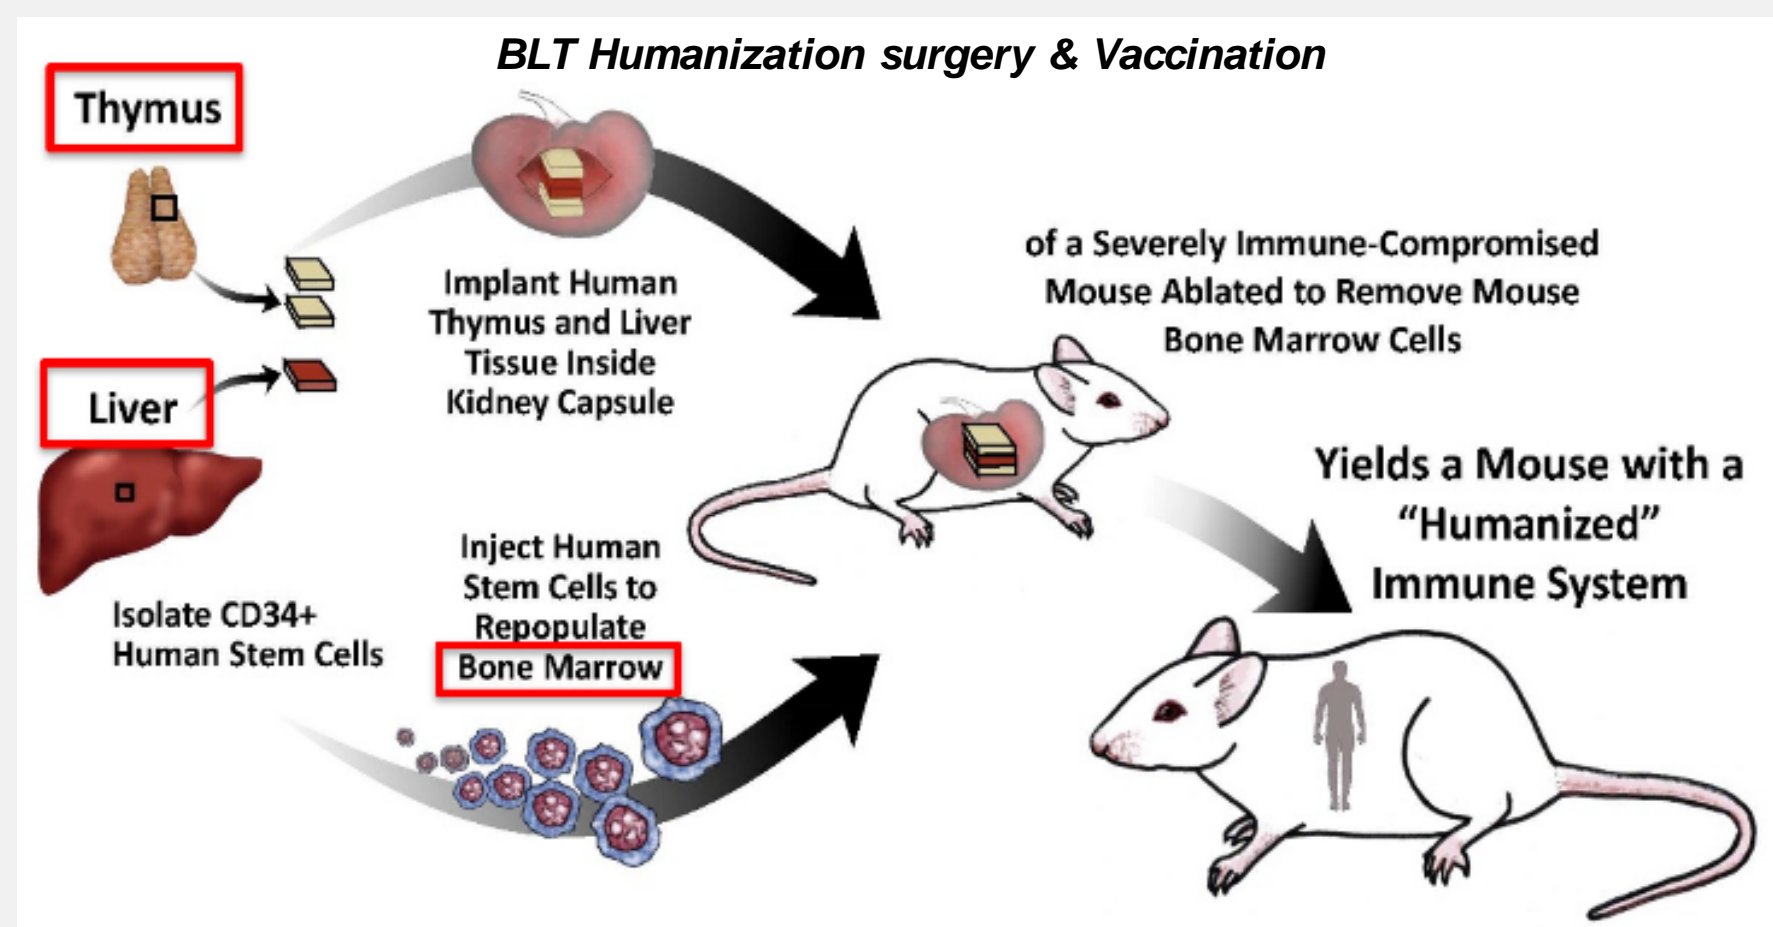 BLT Humanization surgery & Vaccination
Thymus
Implant Human
Thymus and Liver
Tissue Inside
Kidney Capsule
of a Severely Immune-Compromised
Mouse Ablated to Remove Mouse
Bone Marrow Cells
Liver
Isolate CD34+
Human Stem Cells
Inject Human
Stem Cells to
Repopulate
Bone Marrow
Yields a Mouse with a
“Humanized”
Immune System